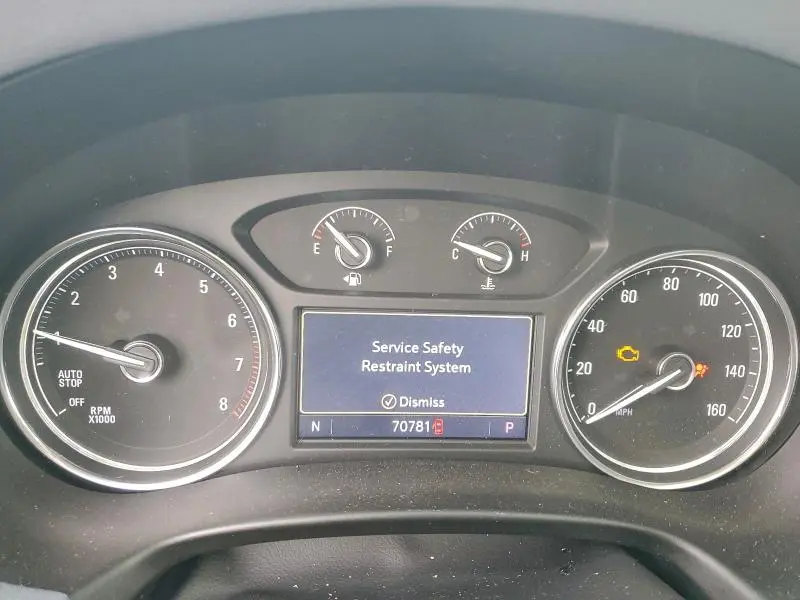 E F
C H
1 2 3 4 5 6 7 8
AUTO
STOP
OFF
RPM
X1000
Service Safety
Restraint System
Dismiss
N 70781 P
0 20 40 60 80 100 120 140 160
MPH